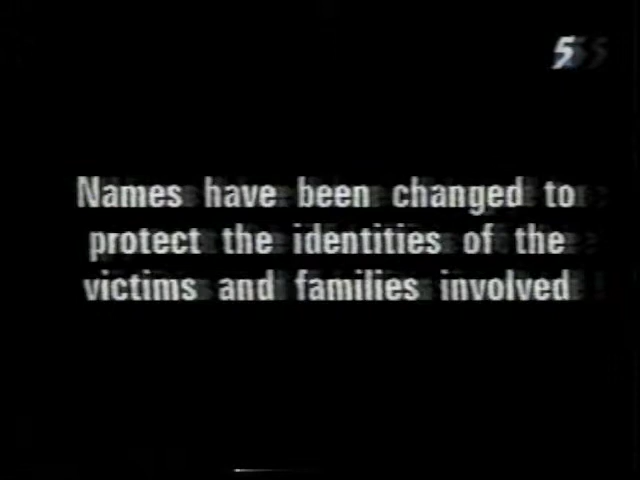 5
Names have been changed to
protect the identities of the
victims and families involved